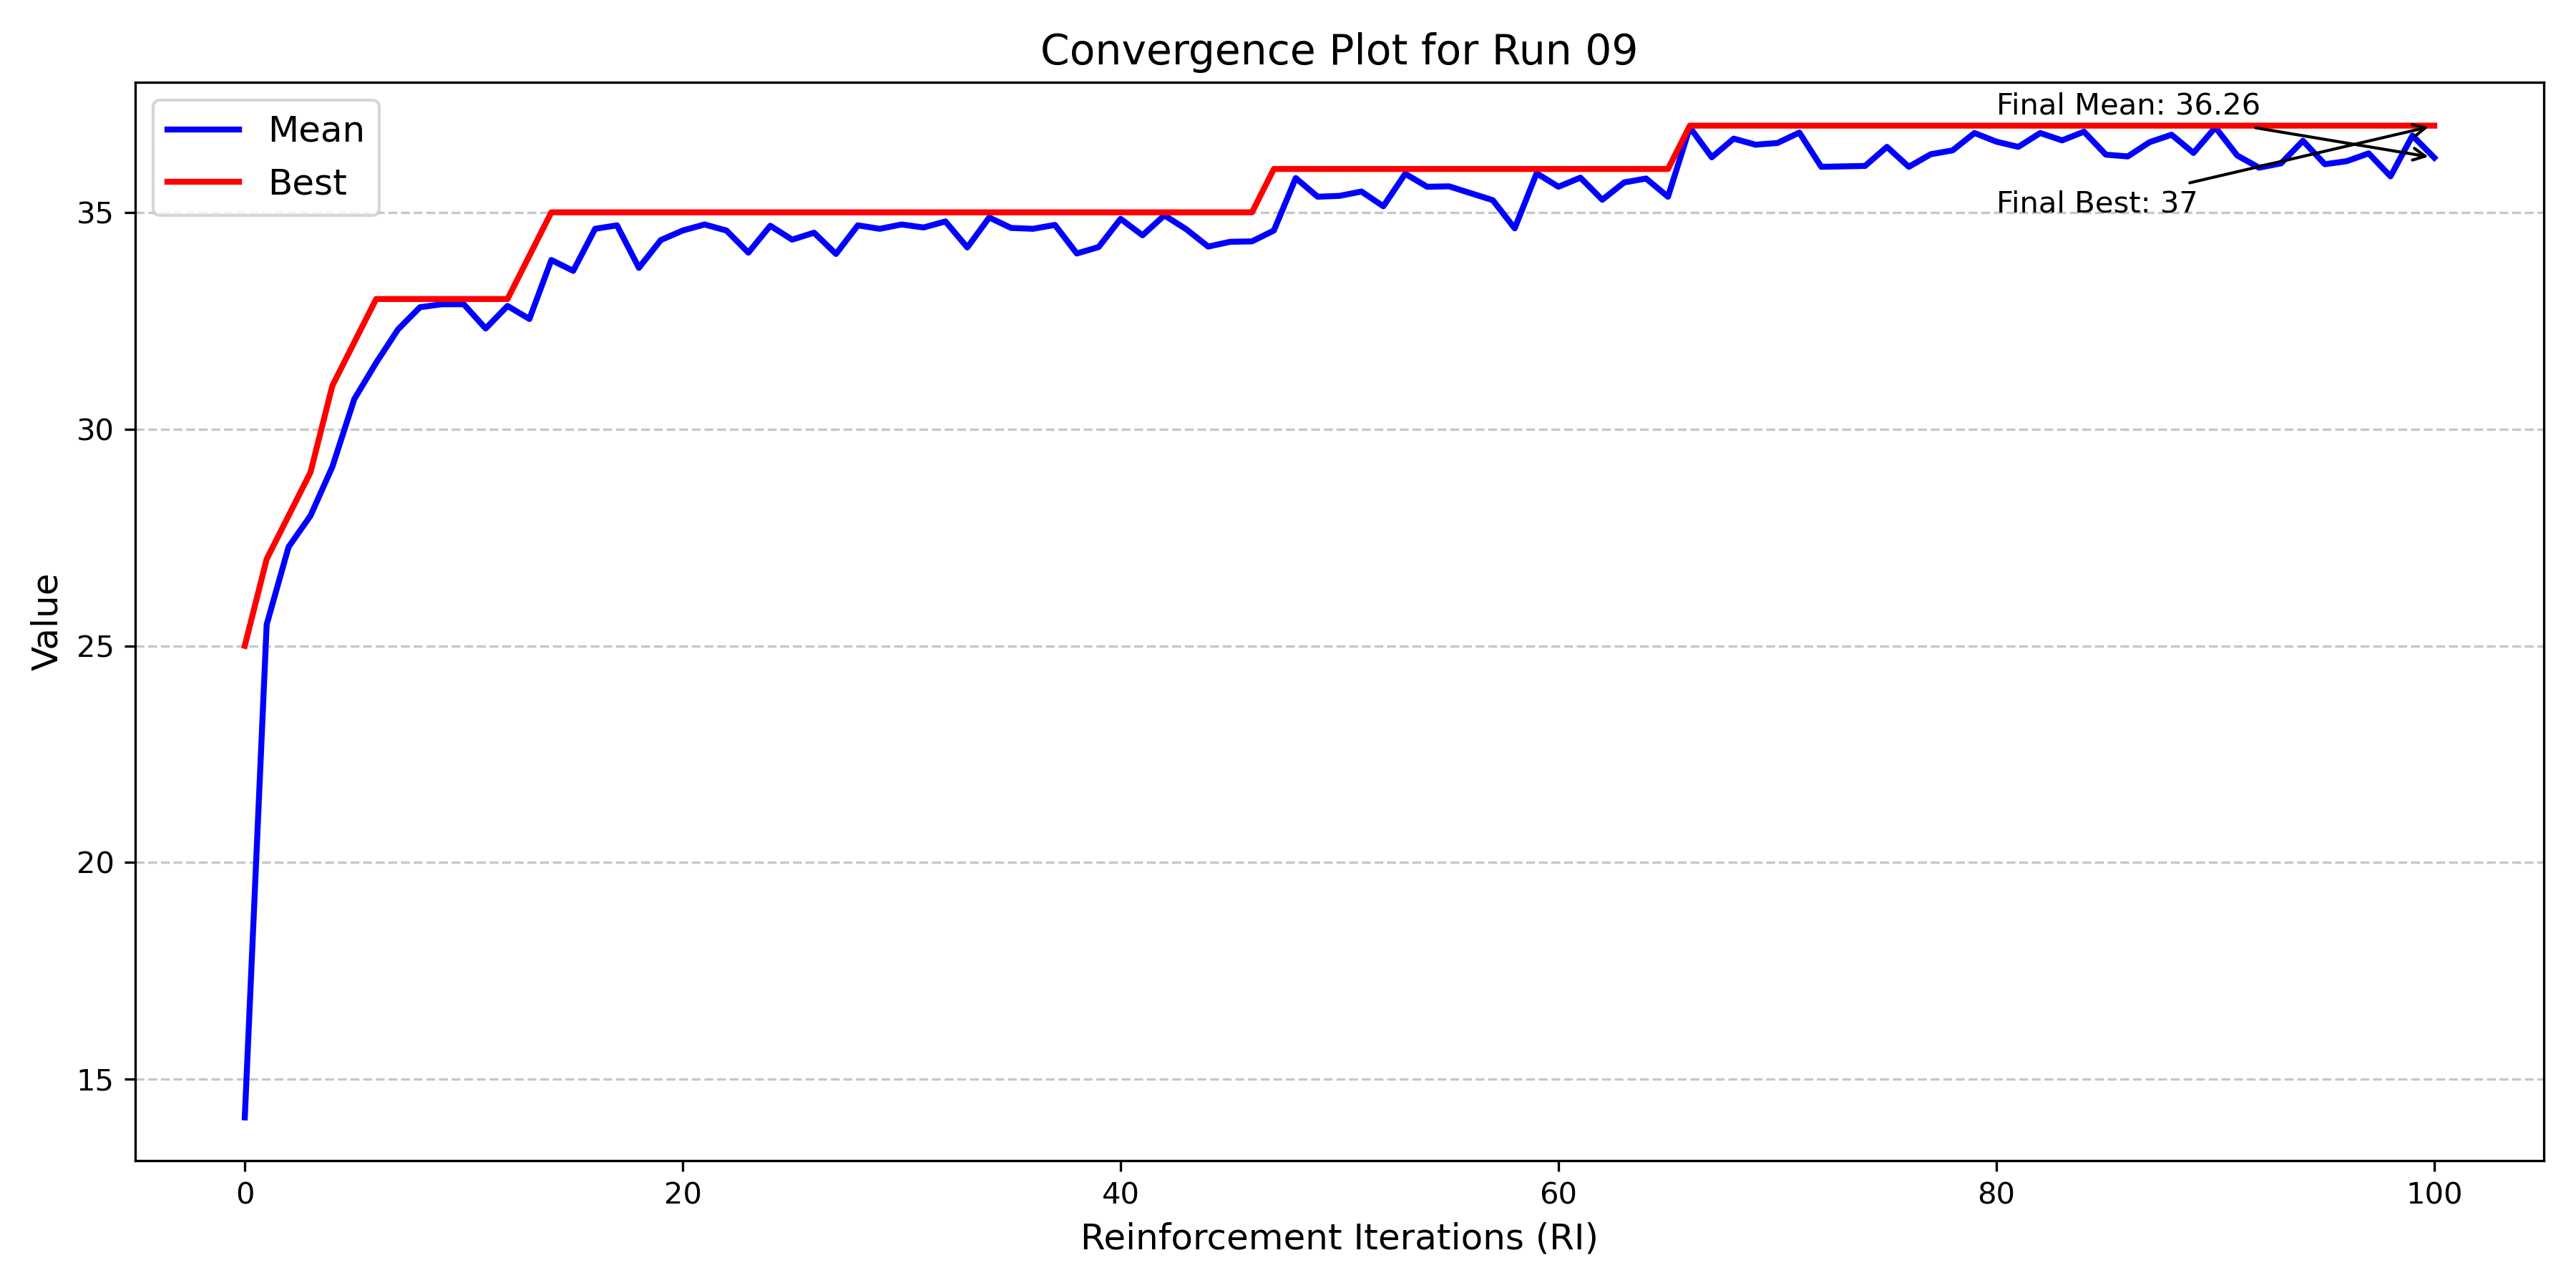 Convergence Plot for Run 09
Mean
Best
Final Mean: 36.26
Final Best: 37
Value
35
30
25
20
15
0
20
40
60
80
100
Reinforcement Iterations (RI)